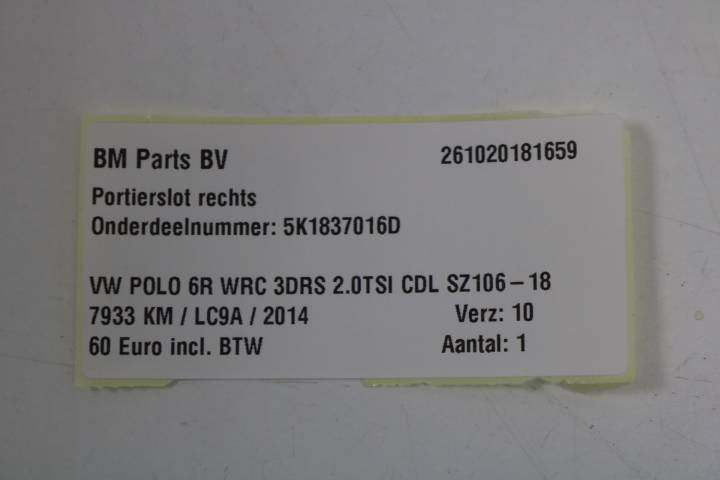 BM Parts BV 261020181659
Portierslot rechts
Onderdeelnummer: 5K1837016D
VW POLO 6R WRC 3DRS 2.0TSI CDL SZ106-18
7933 KM / LC9A / 2014 Verz: 10
60 Euro incl. BTW Aantal: 1